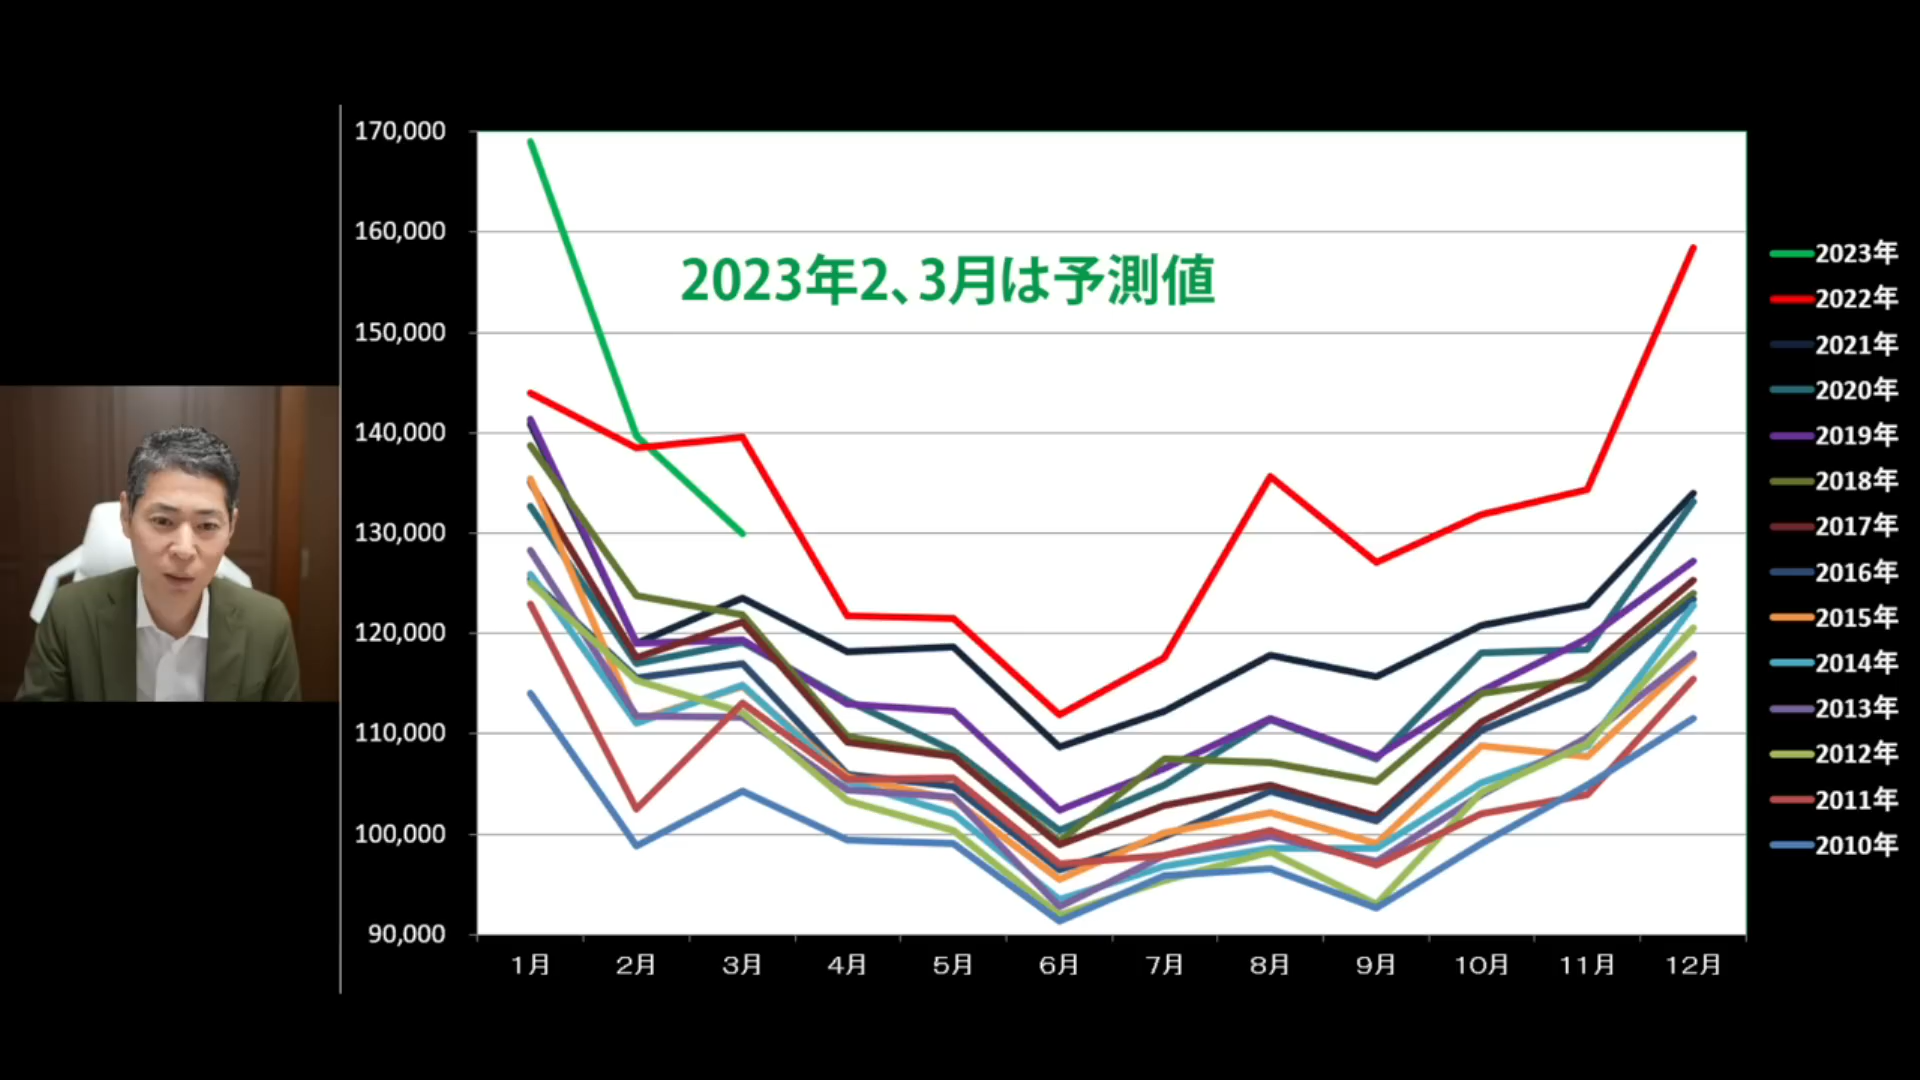 170,000
160,000
150,000
140,000
130,000
120,000
110,000
100,000
90,000
2023年2、3月は予測値
1月
2月
3月
4月
5月
6月
7月
8月
9月
10月
11月
12月
2023年
2022年
2021年
2020年
2019年
2018年
2017年
2016年
2015年
2014年
2013年
2012年
2011年
2010年